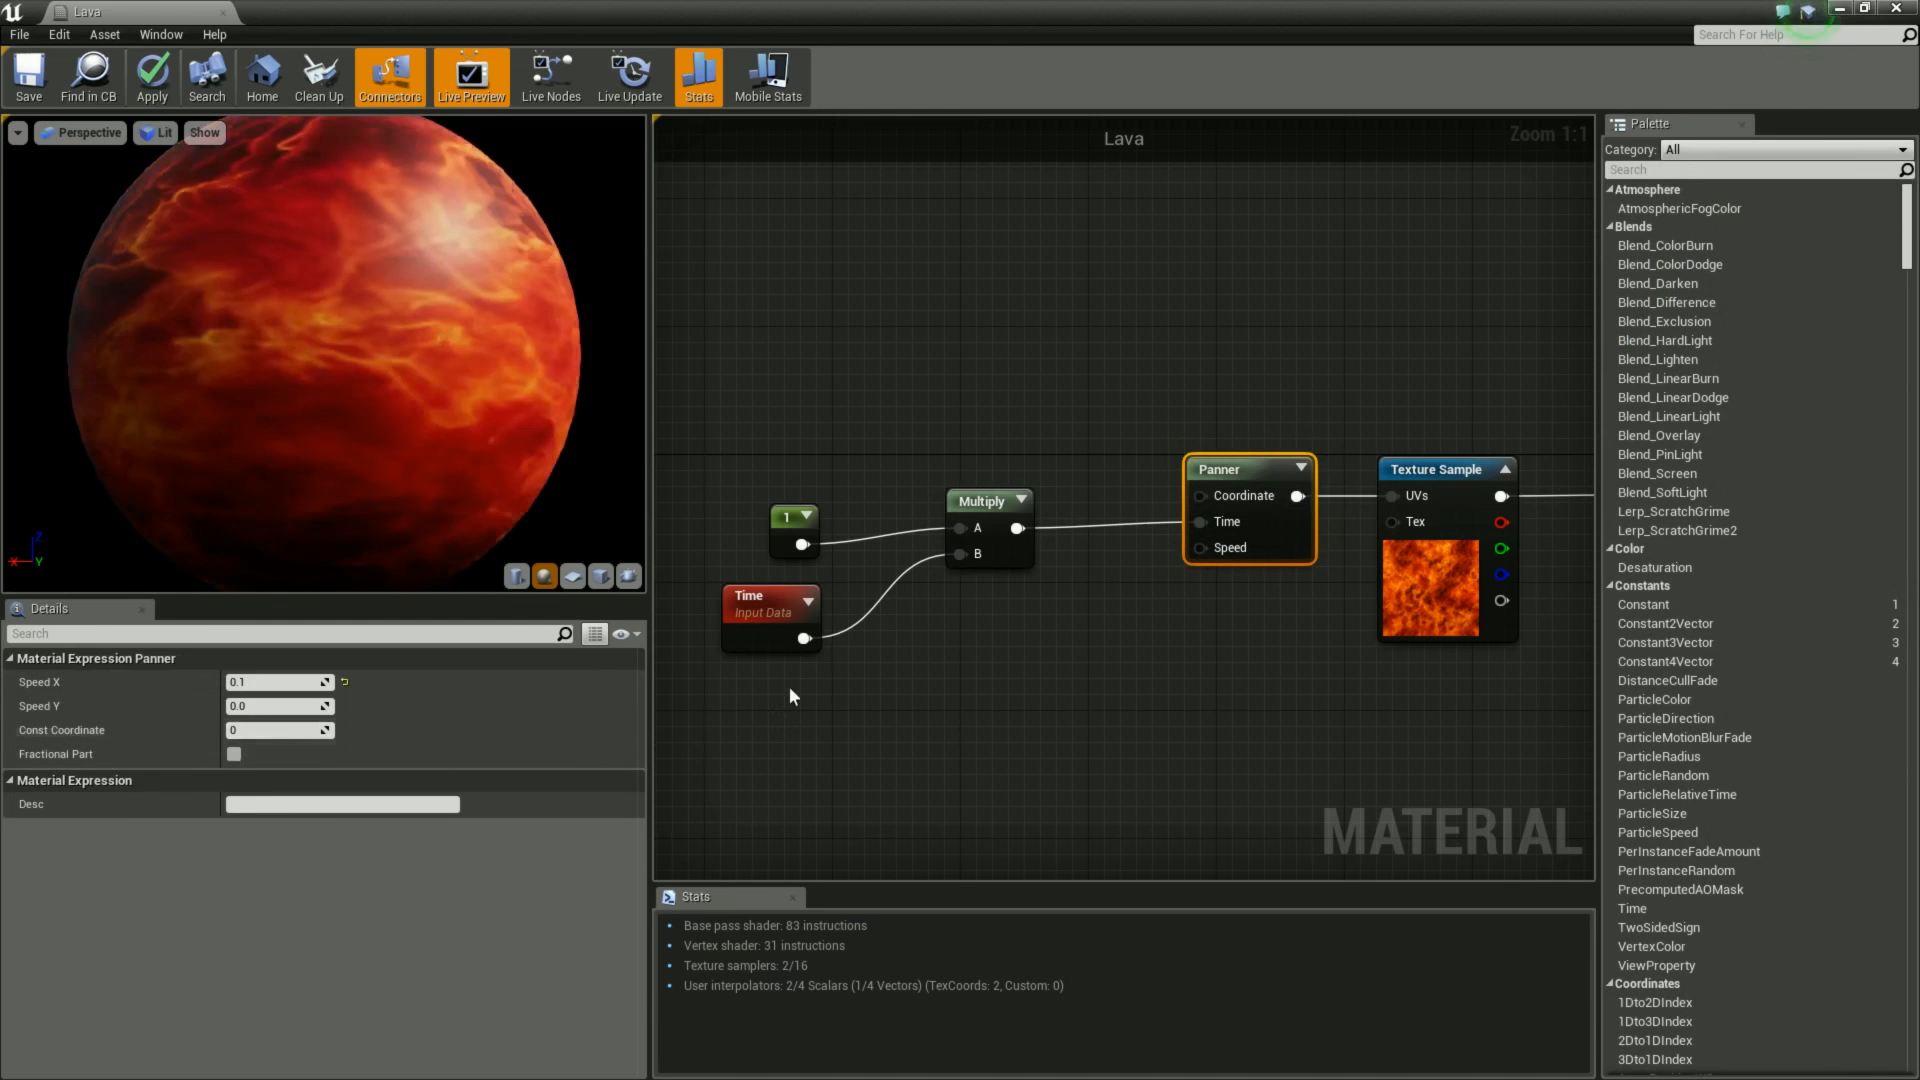 Lava
File Edit Asset Window Help
Search For Help
Save Find in CB Apply Search Home Clean Up Connectors Live Preview Live Nodes Live Update Stats Mobile Stats
Perspective Lit Show
Z
X Y
Details
Search
Material Expression Panner
Speed X 0.1
Speed Y 0.0
Const Coordinate 0
Fractional Part
Material Expression
Desc
Lava
Zoom 1:1
1
Time
Input Data
Multiply
A
B
Panner
Coordinate
Time
Speed
Texture Sample
UVs
Tex
MATERIAL
Stats
Base pass shader: 83 instructions
Vertex shader: 31 instructions
Texture samplers: 2/16
User interpolators: 2/4 Scalars (1/4 Vectors) (TexCoords: 2, Custom: 0)
Palette
Category: All
Search
Atmosphere
AtmosphericFogColor
Blends
Blend_ColorBurn
Blend_ColorDodge
Blend_Darken
Blend_Difference
Blend_Exclusion
Blend_HardLight
Blend_Lighten
Blend_LinearBurn
Blend_LinearDodge
Blend_LinearLight
Blend_Overlay
Blend_PinLight
Blend_Screen
Blend_SoftLight
Lerp_ScratchGrime
Lerp_ScratchGrime2
Color
Desaturation
Constants
Constant 1
Constant2Vector 2
Constant3Vector 3
Constant4Vector 4
DistanceCullFade
ParticleColor
ParticleDirection
ParticleMotionBlurFade
ParticleRadius
ParticleRandom
ParticleRelativeTime
ParticleSize
ParticleSpeed
PerInstanceFadeAmount
PerInstanceRandom
PrecomputedAOMask
Time
TwoSidedSign
VertexColor
ViewProperty
Coordinates
1Dto2DIndex
1Dto3DIndex
2Dto1DIndex
3Dto1DIndex